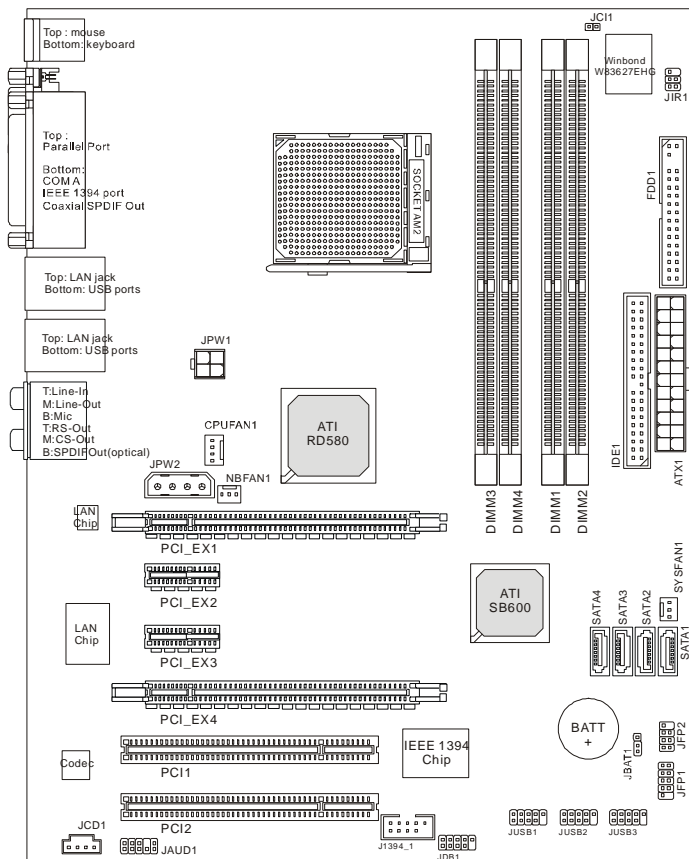 Top : mouse
Bottom: keyboard
JCI1
Winbond
W83627EHG
JIR1
Top :
Parallel Port
Bottom:
COM A
IEEE 1394 port
Coaxial SPDIF Out
SOCKET AM2
FDD1
Top: LAN jack
Bottom: USB ports
Top: LAN jack
Bottom: USB ports
JPW1
T:Line-In
M:Line-Out
B:Mic
T:RS-Out
M:CS-Out
B:SPDIF Out(optical)
CPUFAN1
ATI
RD580
IDE1
ATX1
JPW2
NBFAN1
DIMM3
DIMM4
DIMM1
DIMM2
LAN
Chip
PCI_EX1
PCI_EX2
ATI
SB600
SYSFAN1
SATA4
SATA3
SATA2
SATA1
LAN
Chip
PCI_EX3
PCI_EX4
BATT
+
JBAT1
JFP2
JFP1
IEEE 1394
Chip
Codec
PCI1
PCI2
JCD1
JAUD1
J1394_1
JDB1
JUSB1
JUSB2
JUSB3